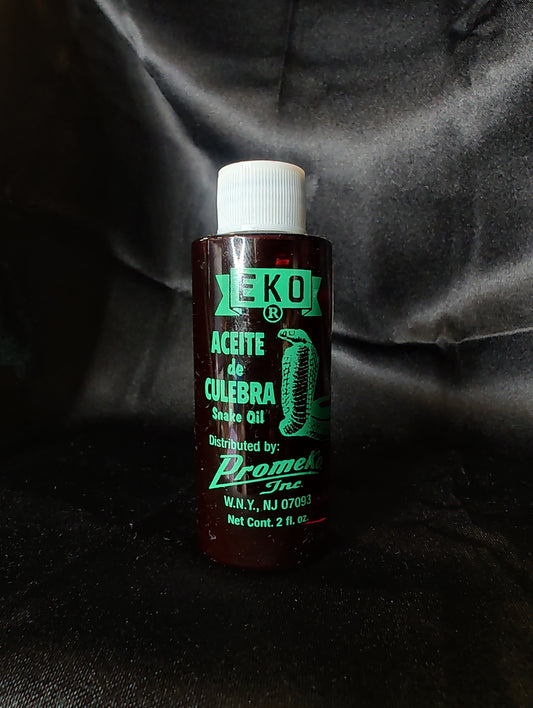 EKO
®
ACEITE
de
CULEBRA
Snake Oil
Distributed by:
Promeko
Inc.
W.N.Y., NJ 07093
Net Cont. 2 fl. oz.